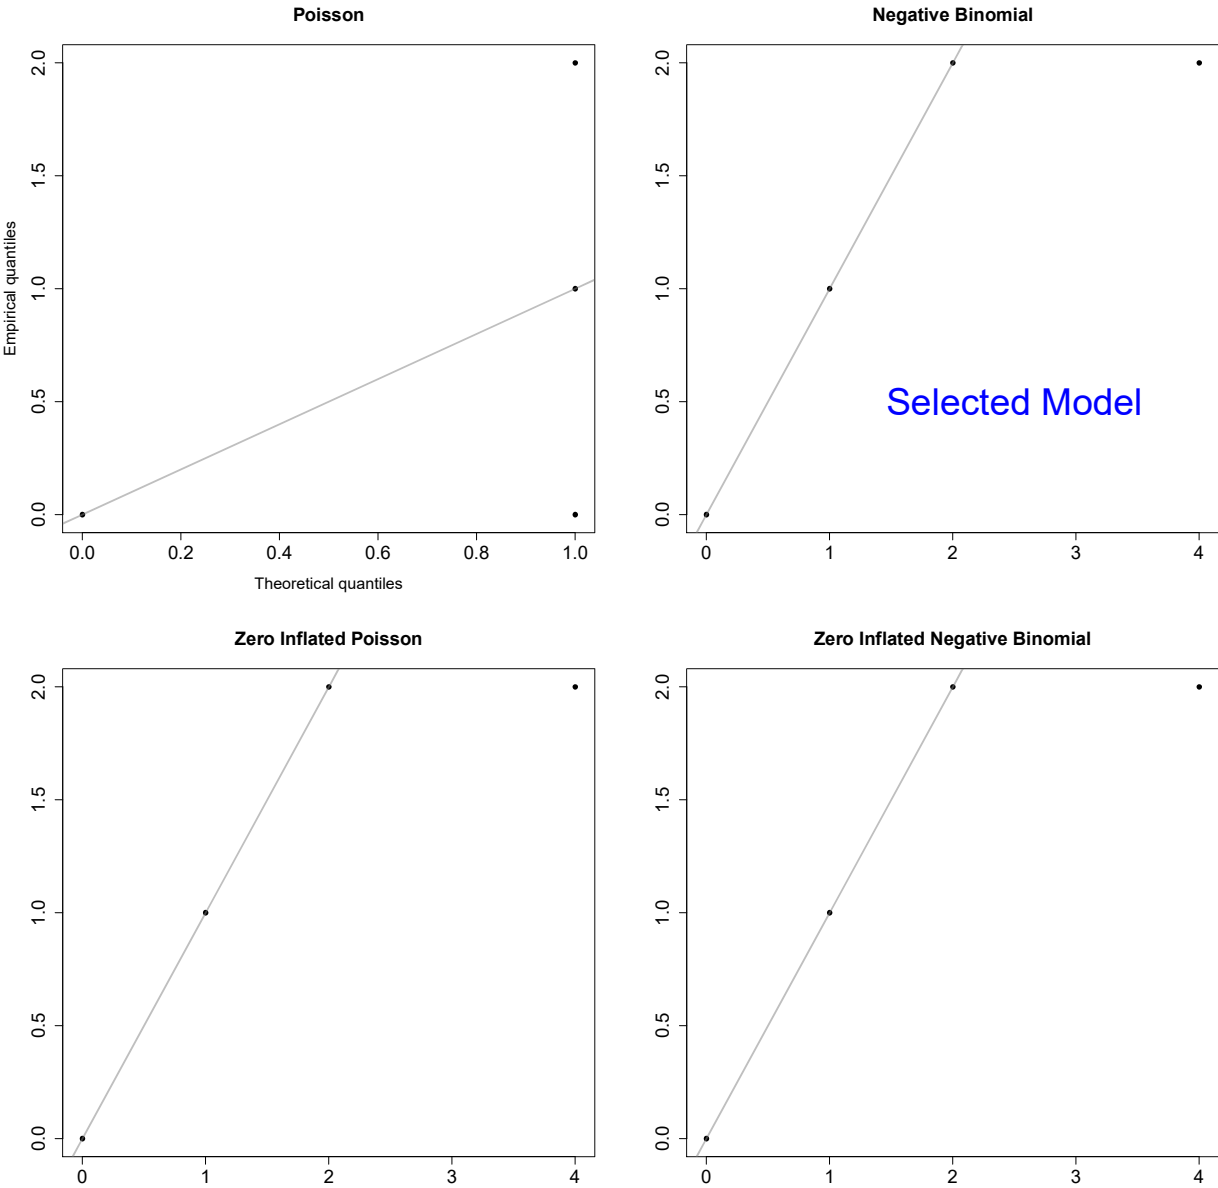 Poisson
2.0
1.5
1.0
0.5
0.0
Empirical quantiles
0.0 0.2 0.4 0.6 0.8 1.0
Theoretical quantiles
Negative Binomial
2.0
1.5
1.0
0.5
0.0
Selected Model
0 1 2 3 4
Zero Inflated Poisson
2.0
1.5
1.0
0.5
0.0
0 1 2 3 4
Zero Inflated Negative Binomial
2.0
1.5
1.0
0.5
0.0
0 1 2 3 4